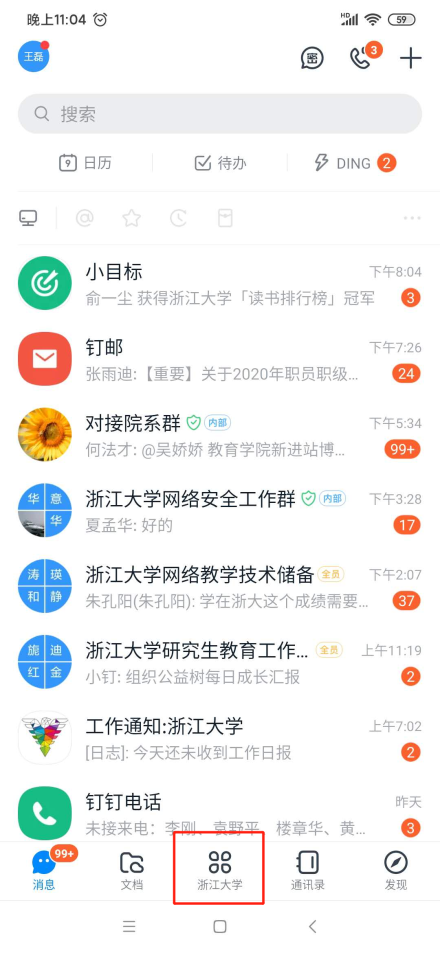 晚上11:04 HD 59
王磊 密 3
搜索
9 日历 待办 DING 2
小目标 下午8:04
俞一尘 获得浙江大学「读书排行榜」冠军 3
钉邮 下午7:26
张雨迪:【重要】关于2020年职员职级... 24
对接院系群 内部 下午5:34
何法才: @吴娇娇 教育学院新进站博... 99+
华 意 浙江大学网络安全工作群 内部 下午3:28
华 夏孟华: 好的 17
涛 瑛 浙江大学网络教学技术储备 全员 下午2:07
和 静 朱孔阳(朱孔阳): 学在浙大这个成绩需要... 37
旎 迪 浙江大学研究生教育工作... 全员 上午11:19
红 金 小钉: 组织公益树每日成长汇报 2
工作通知:浙江大学 上午7:02
[日志]: 今天还未收到工作日报 2
钉钉电话 昨天
未接来电：李刚、袁野平、楼章华、黄... 3
99+
消息 文档 浙江大学 通讯录 发现